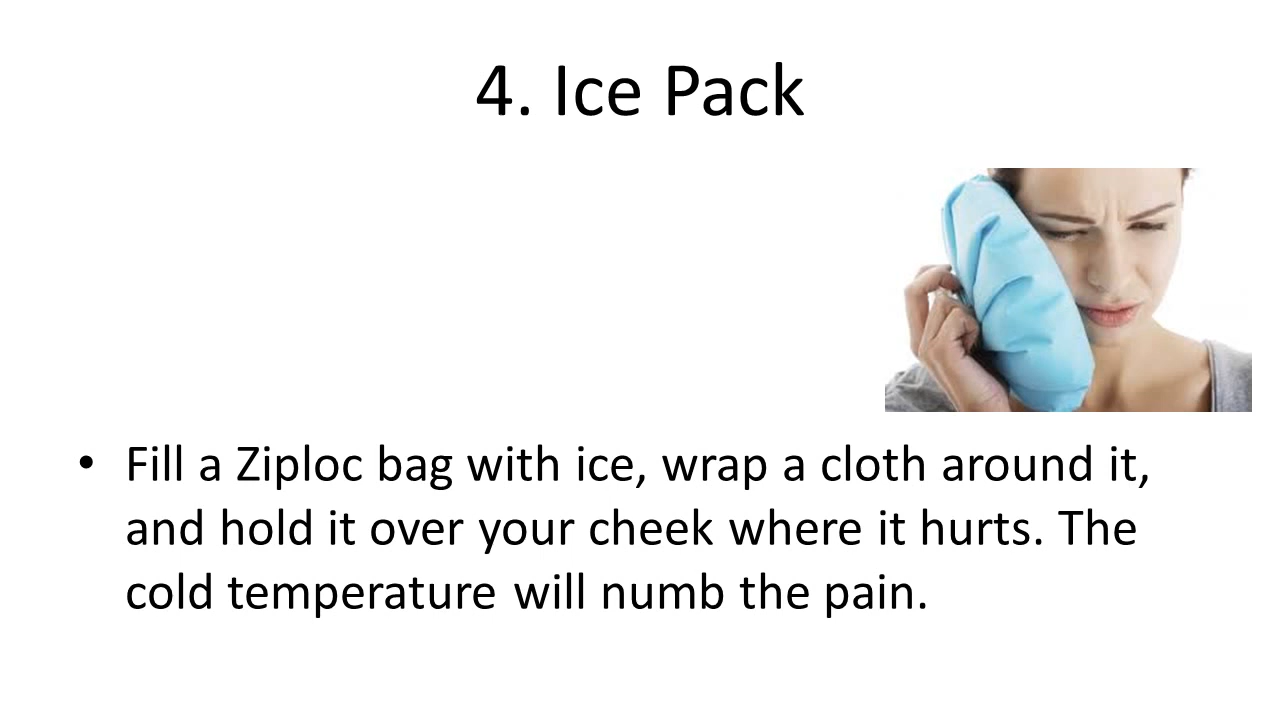 4. Ice Pack
• Fill a Ziploc bag with ice, wrap a cloth around it,
and hold it over your cheek where it hurts. The
cold temperature will numb the pain.